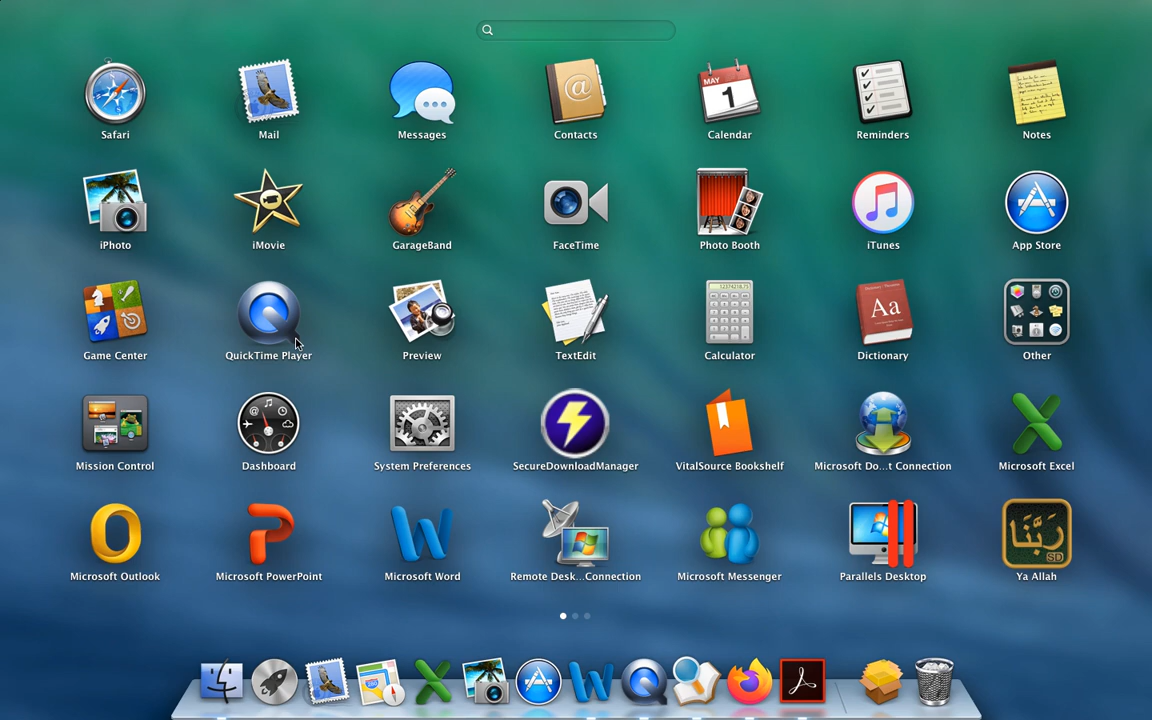 Safari
Mail
Messages
Contacts
MAY
1
Calendar
Reminders
Notes
iPhoto
iMovie
GarageBand
FaceTime
Photo Booth
iTunes
App Store
Game Center
QuickTime Player
Preview
TextEdit
Calculator
Aa
Dictionary
Other
Mission Control
Dashboard
System Preferences
SecureDownloadManager
VitalSource Bookshelf
Microsoft Do...t Connection
Microsoft Excel
Microsoft Outlook
Microsoft PowerPoint
Microsoft Word
Remote Desk...Connection
Microsoft Messenger
Parallels Desktop
رَبَّنَا
SD
Ya Allah